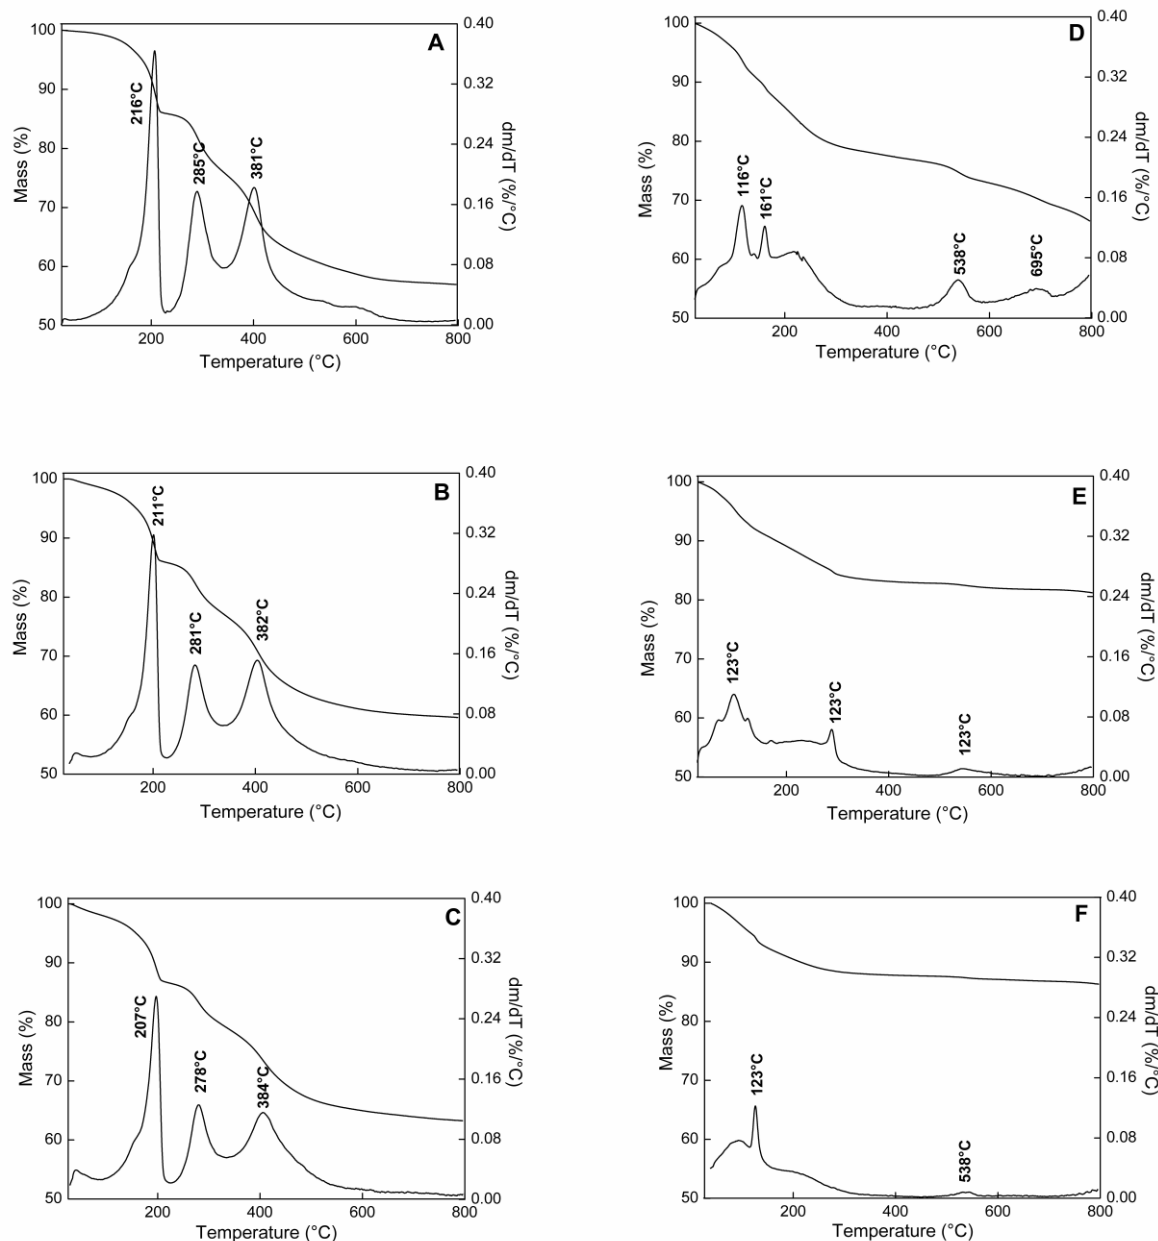 A
100
90
80
70
60
50
Mass (%)
0.40
0.32
0.24
0.16
0.08
0.00
dm/dT (%/°C)
216°C
285°C
381°C
200
400
600
800
Temperature (°C)
D
100
90
80
70
60
50
Mass (%)
0.40
0.32
0.24
0.16
0.08
0.00
dm/dT (%/°C)
116°C
161°C
538°C
695°C
200
400
600
800
Temperature (°C)
B
100
90
80
70
60
50
Mass (%)
0.40
0.32
0.24
0.16
0.08
0.00
dm/dT (%/°C)
211°C
281°C
382°C
200
400
600
800
Temperature (°C)
E
100
90
80
70
60
50
Mass (%)
0.40
0.32
0.24
0.16
0.08
0.00
dm/dT (%/°C)
123°C
123°C
123°C
200
400
600
800
Temperature (°C)
C
100
90
80
70
60
50
Mass (%)
0.40
0.32
0.24
0.16
0.08
0.00
dm/dT (%/°C)
207°C
278°C
384°C
200
400
600
800
Temperature (°C)
F
100
90
80
70
60
50
Mass (%)
0.40
0.32
0.24
0.16
0.08
0.00
dm/dT (%/°C)
123°C
538°C
200
400
600
800
Temperature (°C)